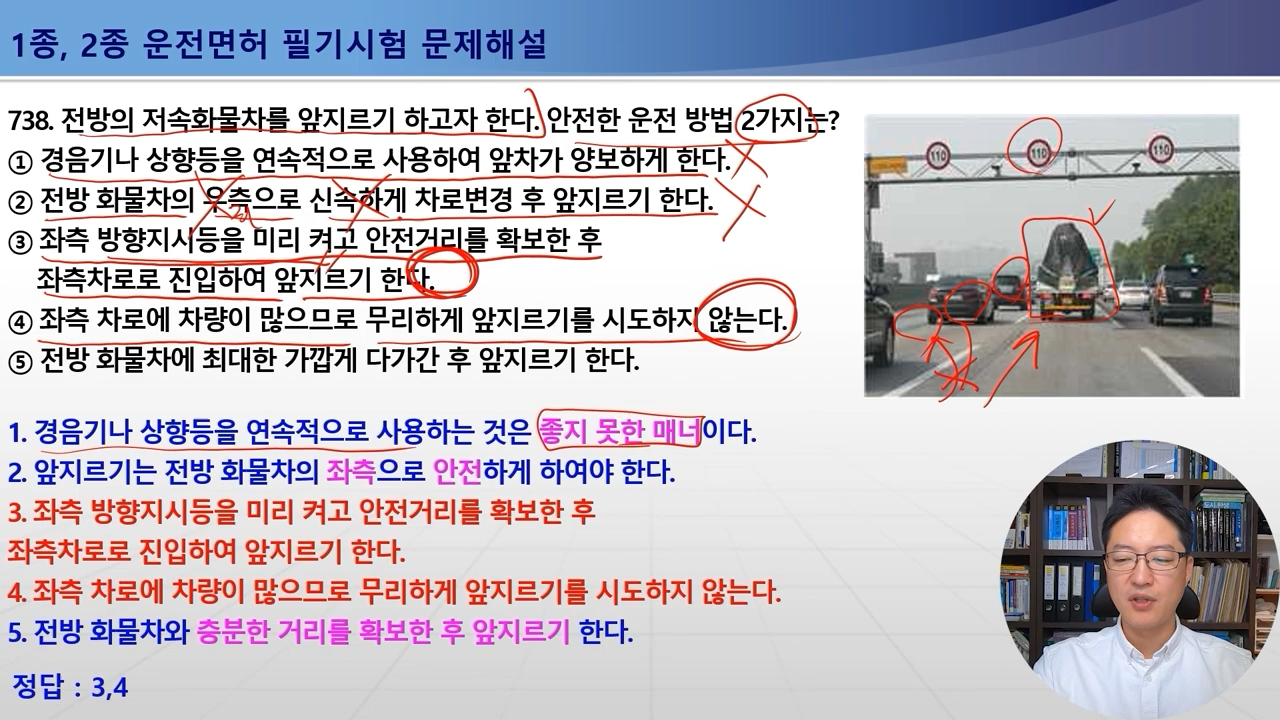 1종, 2종 운전면허 필기시험 문제해설
738. 전방의 저속화물차를 앞지르기 하고자 한다. 안전한 운전 방법 2가지는?
① 경음기나 상향등을 연속적으로 사용하여 앞차가 양보하게 한다.
② 전방 화물차의 우측으로 신속하게 차로변경 후 앞지르기 한다.
③ 좌측 방향지시등을 미리 켜고 안전거리를 확보한 후
좌측차로로 진입하여 앞지르기 한다.
④ 좌측 차로에 차량이 많으므로 무리하게 앞지르기를 시도하지 않는다.
⑤ 전방 화물차에 최대한 가깝게 다가간 후 앞지르기 한다.
110 110 110
1. 경음기나 상향등을 연속적으로 사용하는 것은 좋지 못한 매너이다.
2. 앞지르기는 전방 화물차의 좌측으로 안전하게 하여야 한다.
3. 좌측 방향지시등을 미리 켜고 안전거리를 확보한 후
좌측차로로 진입하여 앞지르기 한다.
4. 좌측 차로에 차량이 많으므로 무리하게 앞지르기를 시도하지 않는다.
5. 전방 화물차와 충분한 거리를 확보한 후 앞지르기 한다.
정답 : 3,4